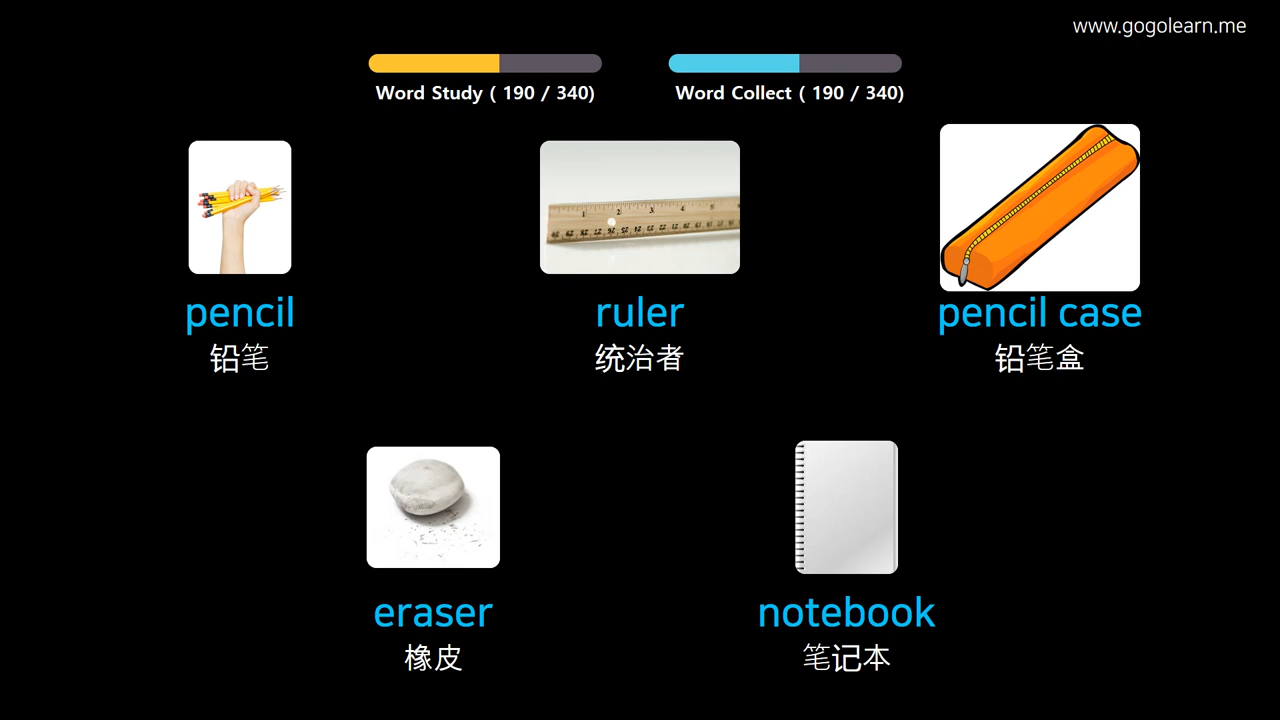 www.gogolearn.me
Word Study ( 190 / 340)
Word Collect ( 190 / 340)
pencil
铅笔
ruler
统治者
pencil case
铅笔盒
eraser
橡皮
notebook
笔记本